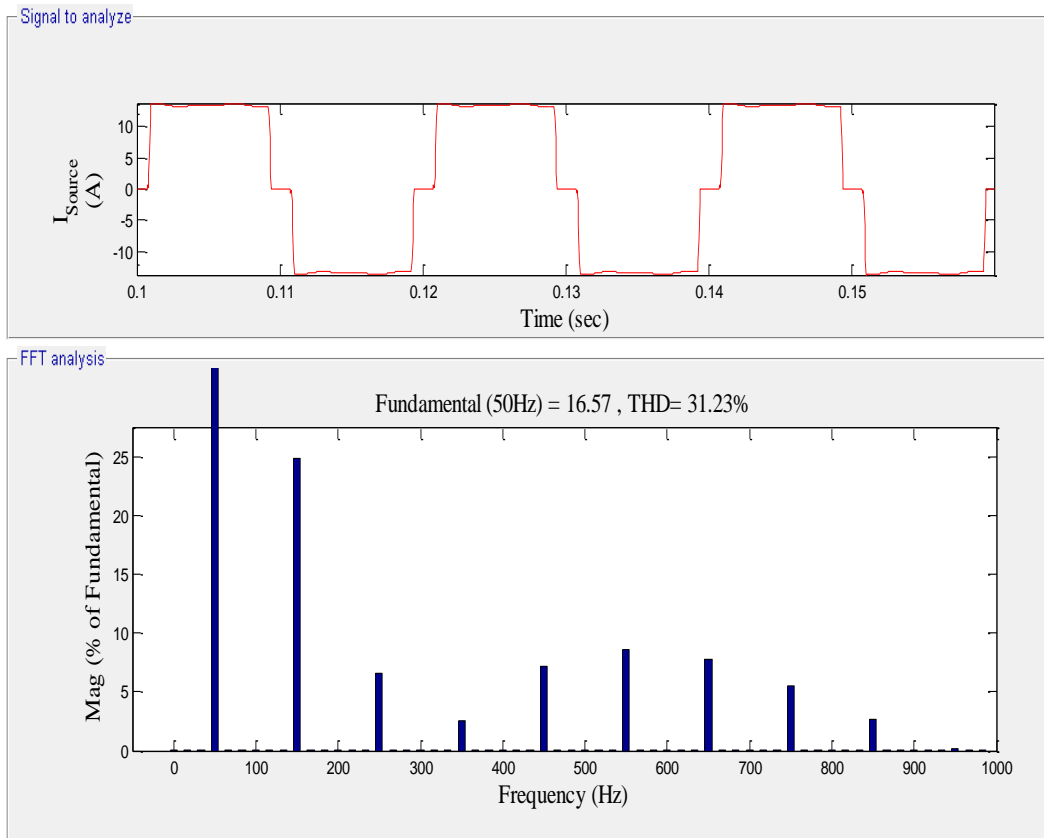 Signal to analyze
10
5
0
-5
-10
I Source
(A)
0.1 0.11 0.12 0.13 0.14 0.15
Time (sec)
FFT analysis
Fundamental (50Hz) = 16.57 , THD= 31.23%
25
20
15
10
5
0
Mag (% of Fundamental)
0 100 200 300 400 500 600 700 800 900 1000
Frequency (Hz)